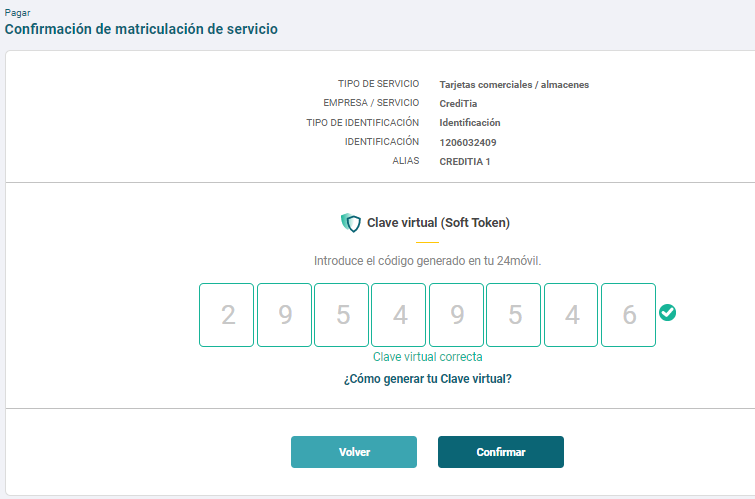 Pagar
Confirmación de matriculación de servicio
TIPO DE SERVICIO Tarjetas comerciales / almacenes
EMPRESA / SERVICIO CrediTia
TIPO DE IDENTIFICACIÓN Identificación
IDENTIFICACIÓN 1206032409
ALIAS CREDITIA 1
Clave virtual (Soft Token)
Introduce el código generado en tu 24móvil.
2 9 5 4 9 5 4 6
Clave virtual correcta
¿Cómo generar tu Clave virtual?
Volver Confirmar